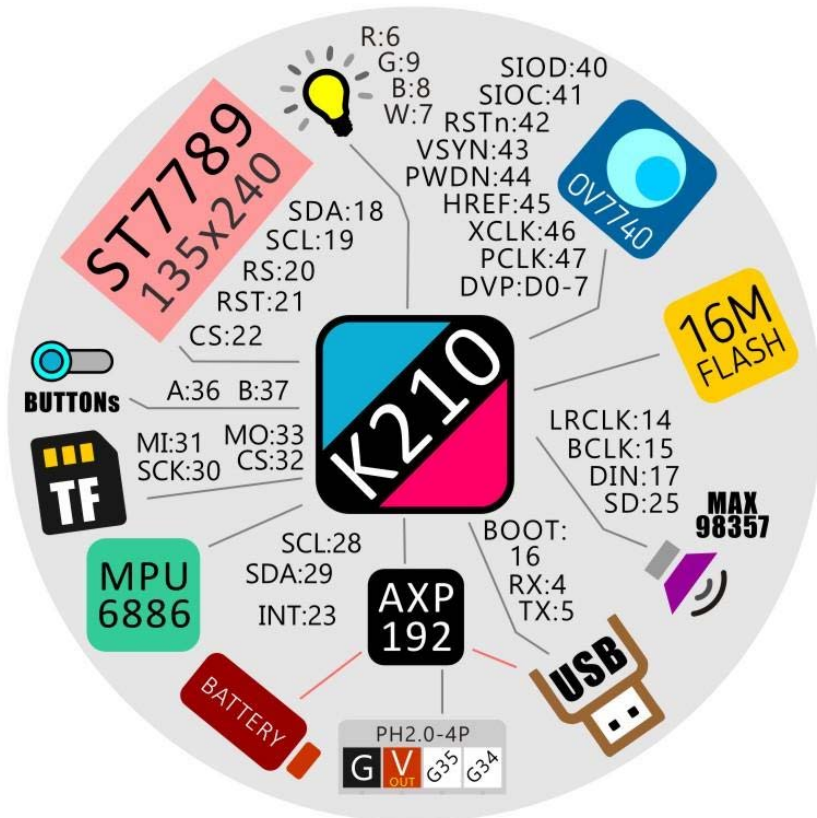 R:6
G:9
B:8
W:7
SIOD:40
SIOC:41
RSTn:42
VSYN:43
PWDN:44
HREF:45
XCLK:46
PCLK:47
DVP:D0-7
OV7740
ST7789
135x240
SDA:18
SCL:19
RS:20
RST:21
CS:22
16M
FLASH
K210
BUTTONs
A:36 B:37
TF
MI:31 MO:33
SCK:30 CS:32
LRCLK:14
BCLK:15
DIN:17
SD:25
MAX
98357
MPU
6886
SCL:28
SDA:29
INT:23
AXP
192
BOOT:
16
RX:4
TX:5
USB
BATTERY
PH2.0-4P
G V OUT G35 G34